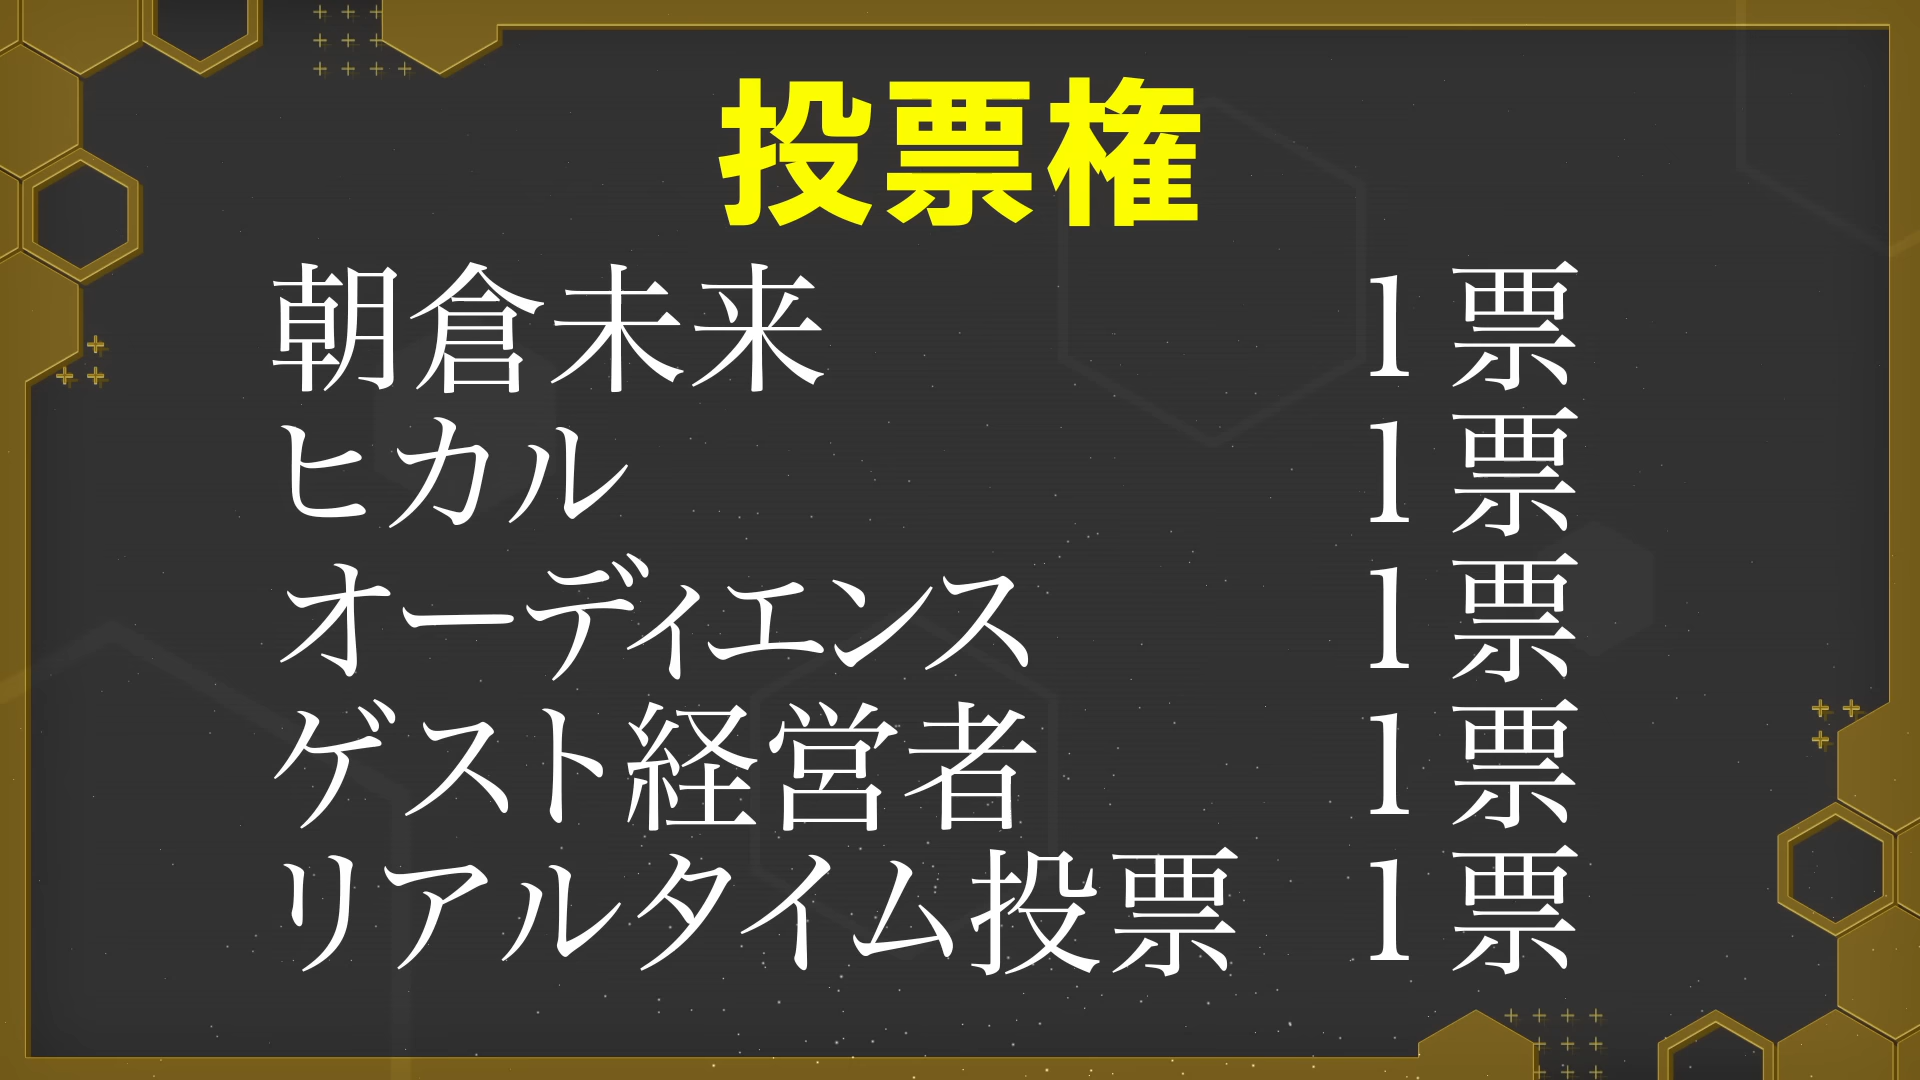 投票権
朝倉未来 1票
ヒカル 1票
オーディエンス 1票
ゲスト経営者 1票
リアルタイム投票 1票